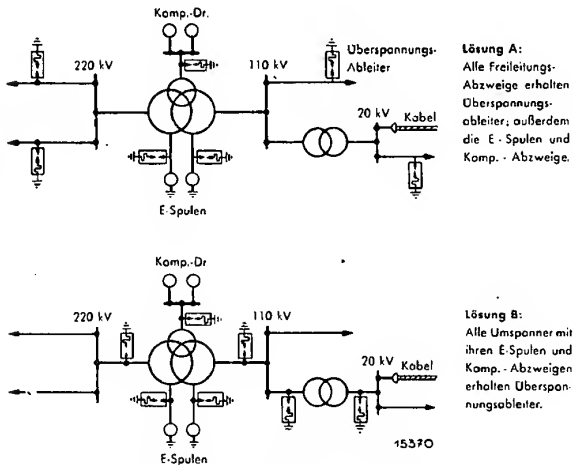 Komp.-Dr.
220 kV
110 kV
Überspannungs-
Ableiter
20 kV
Kabel
E-Spulen
Lösung A:
Alle Freileitungs-
Abzweige erhalten
Überspannungs-
ableiter; außerdem
die E-Spulen und
Komp.-Abzweige.
Komp.-Dr
220 kV
110 kV
20 kV
Kabel
E-Spulen
15370
Lösung B:
Alle Umspanner mit
ihren E-Spulen und
Komp.-Abzweigen
erhalten Überspan-
nungsableiter.